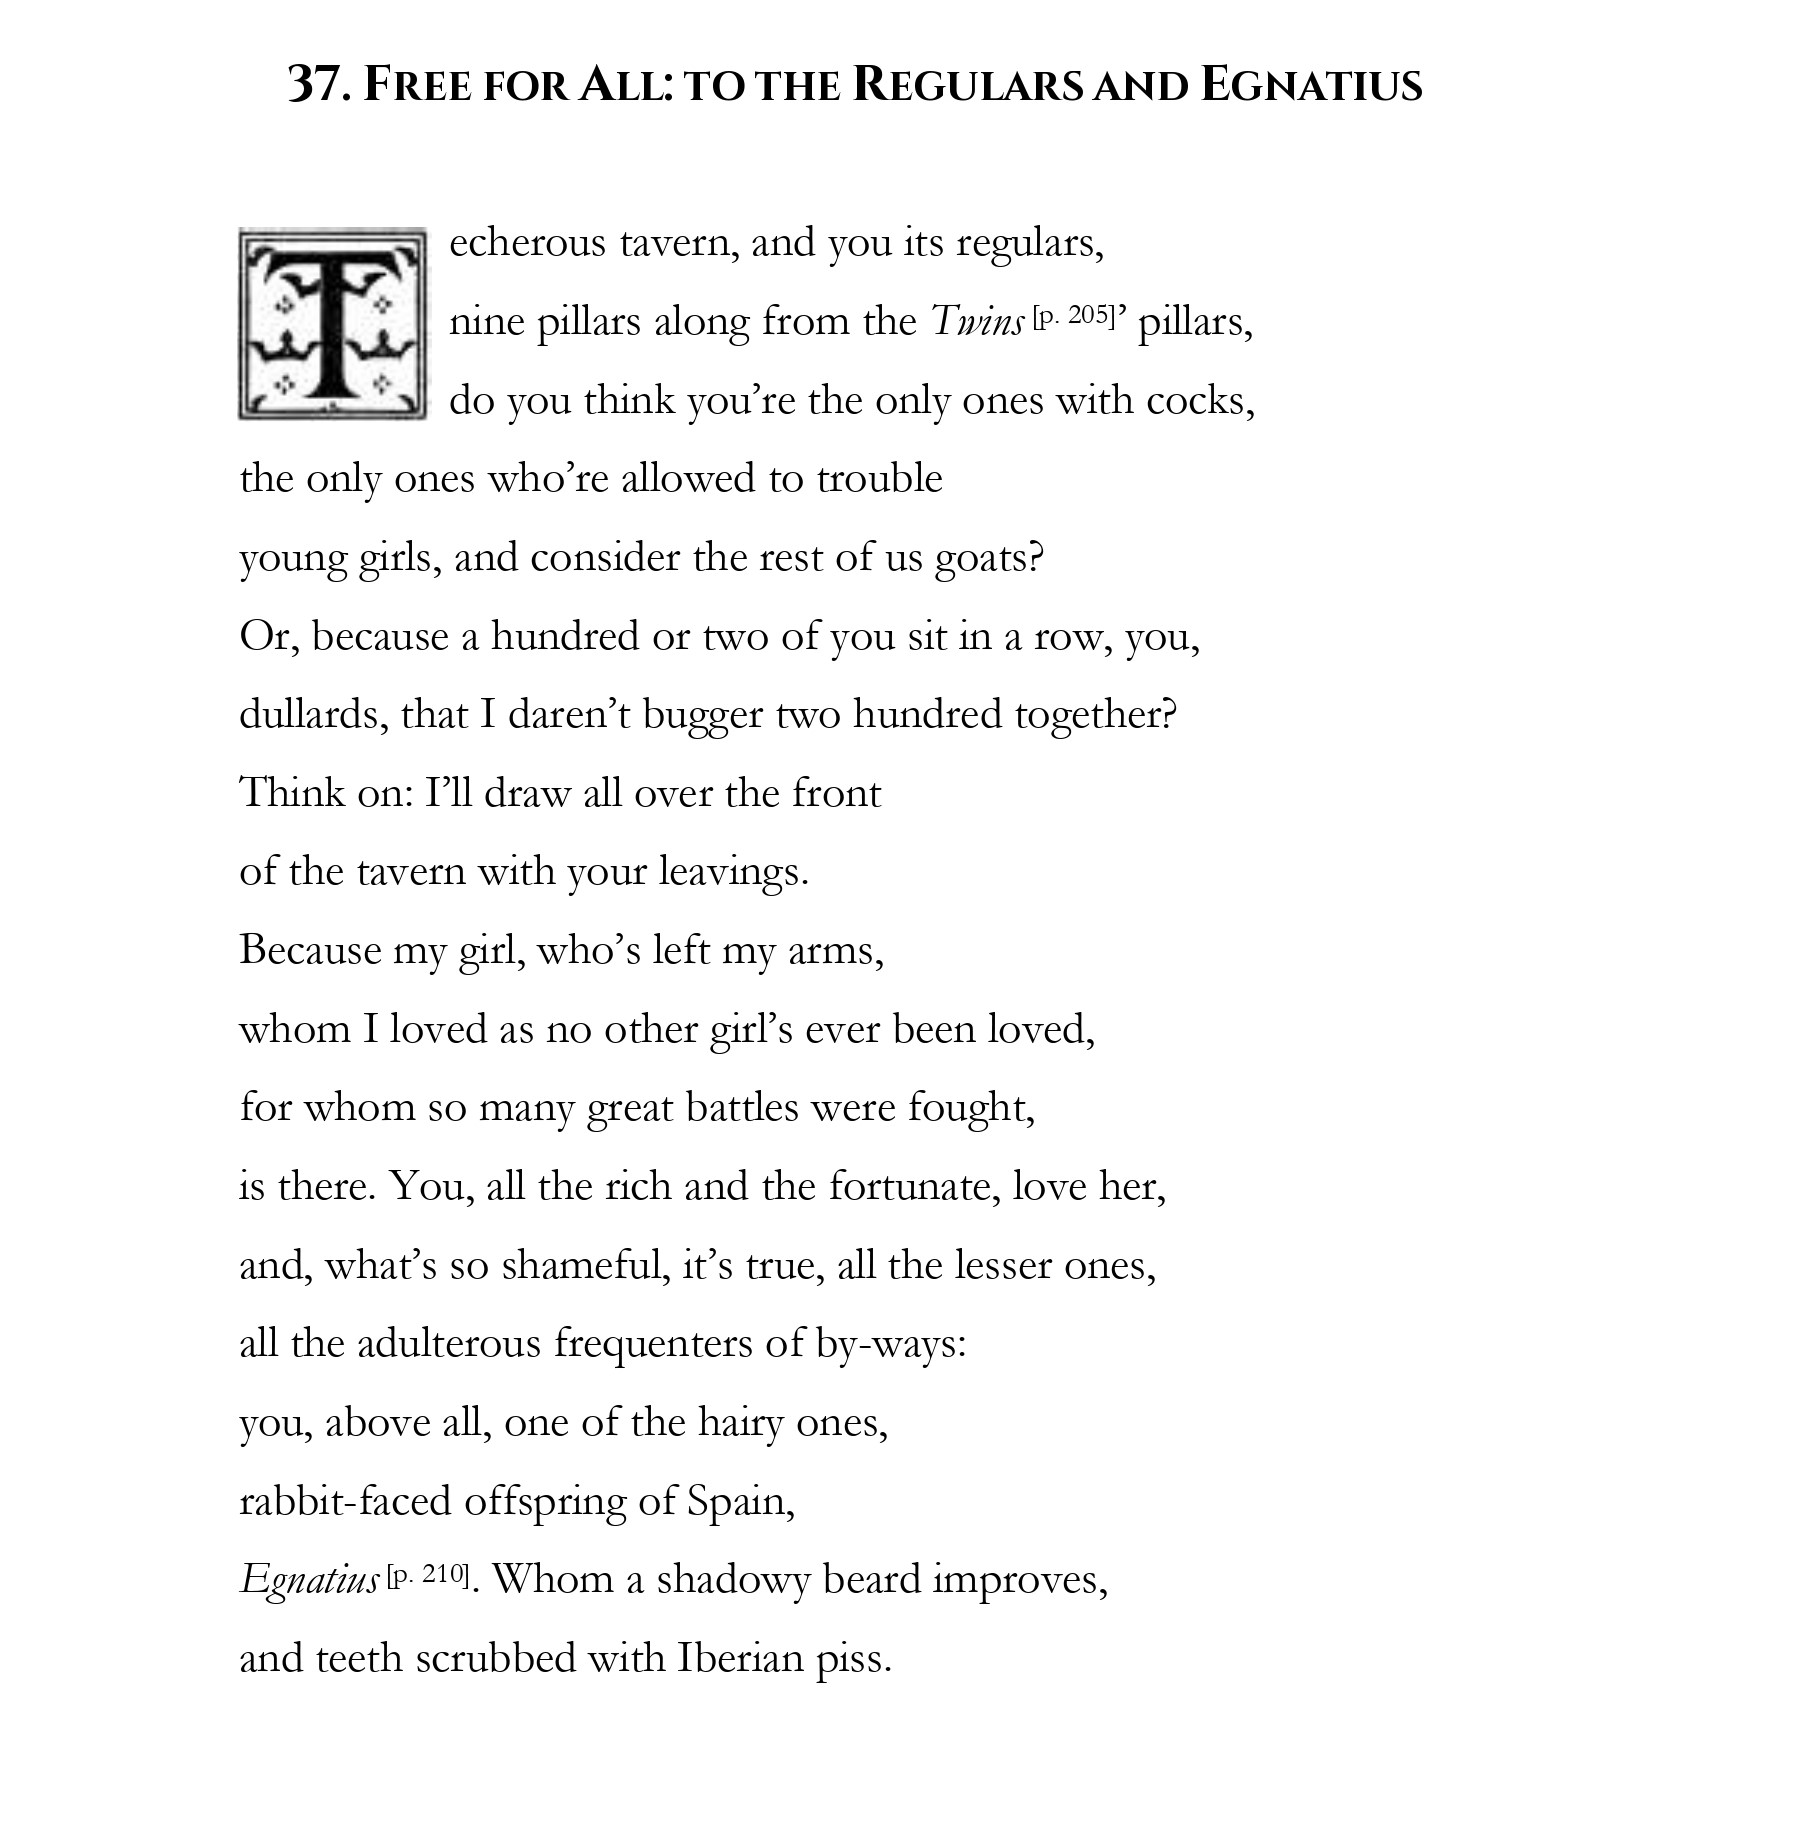 37. Free for All: to the Regulars and Egnatius
Techerous tavern, and you its regulars,
nine pillars along from the Twins [p. 205]’ pillars,
do you think you’re the only ones with cocks,
the only ones who’re allowed to trouble
young girls, and consider the rest of us goats?
Or, because a hundred or two of you sit in a row, you,
dullards, that I daren’t bugger two hundred together?
Think on: I’ll draw all over the front
of the tavern with your leavings.
Because my girl, who’s left my arms,
whom I loved as no other girl’s ever been loved,
for whom so many great battles were fought,
is there. You, all the rich and the fortunate, love her,
and, what’s so shameful, it’s true, all the lesser ones,
all the adulterous frequenters of by-ways:
you, above all, one of the hairy ones,
rabbit-faced offspring of Spain,
Egnatius [p. 210]. Whom a shadowy beard improves,
and teeth scrubbed with Iberian piss.